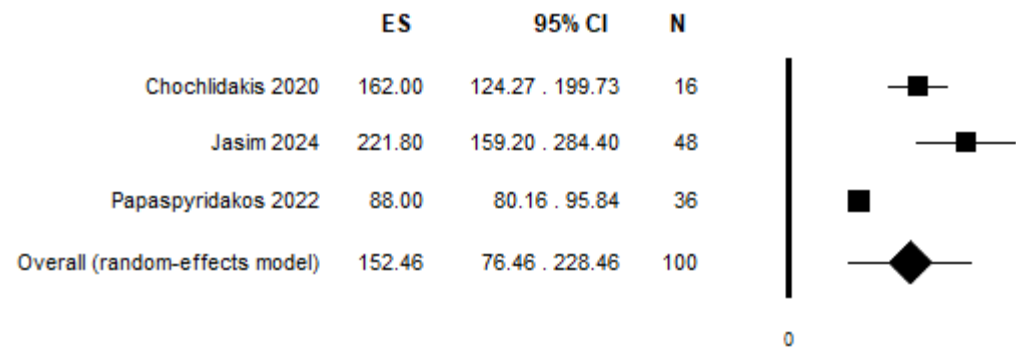 ES 95% CI N
Chochlidakis 2020 162.00 124.27 . 199.73 16
Jasim 2024 221.80 159.20 . 284.40 48
Papaspyridakos 2022 88.00 80.16 . 95.84 36
Overall (random-effects model) 152.46 76.46 . 228.46 100
0